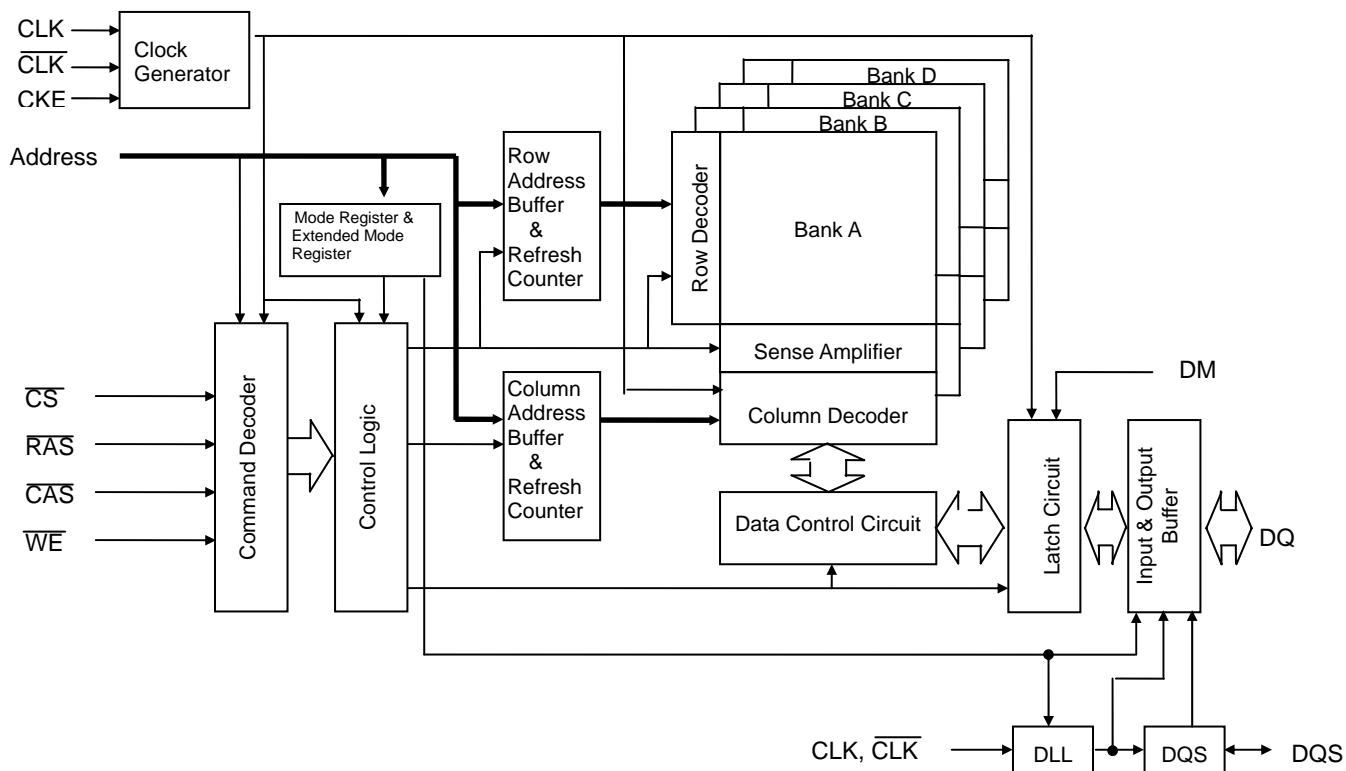 CLK
CLK
CKE
Clock
Generator
Address
Mode Register &
Extended Mode
Register
Row
Address
Buffer
&
Refresh
Counter
Bank D
Bank C
Bank B
Row Decoder
Bank A
Sense Amplifier
Column Decoder
CS
RAS
CAS
WE
Command Decoder
Control Logic
Column
Address
Buffer
&
Refresh
Counter
Data Control Circuit
DM
Latch Circuit
Input & Output
Buffer
DQ
CLK, CLK
DLL
DQS
DQS